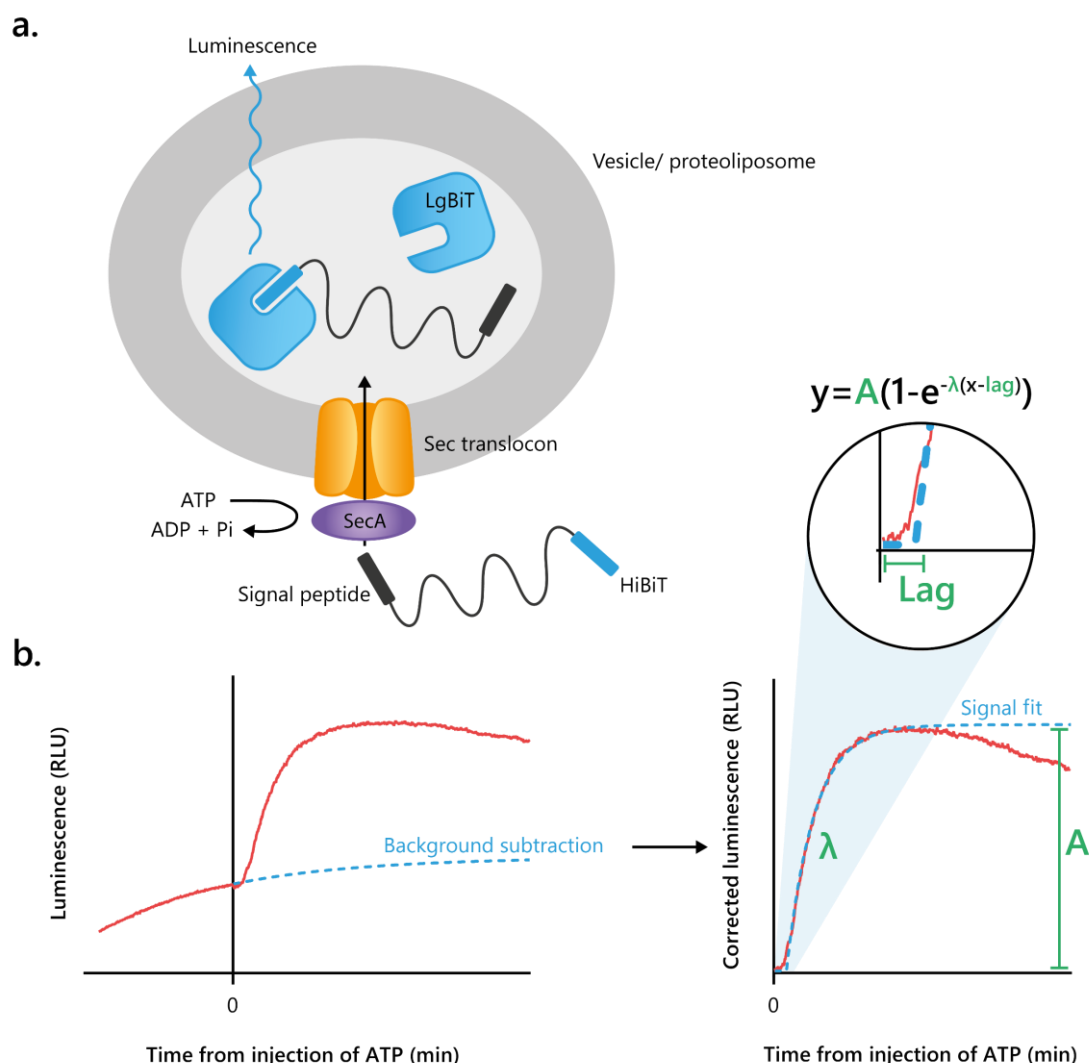 a.
Luminescence
Vesicle/ proteoliposome
LgBiT
y=A(1-e^-λ(x-lag))
Sec translocon
ATP
ADP + Pi
SecA
Signal peptide
HiBiT
Lag
b.
Luminescence (RLU)
Background subtraction
0
Time from injection of ATP (min)
Corrected luminescence (RLU)
Signal fit
λ
A
0
Time from injection of ATP (min)